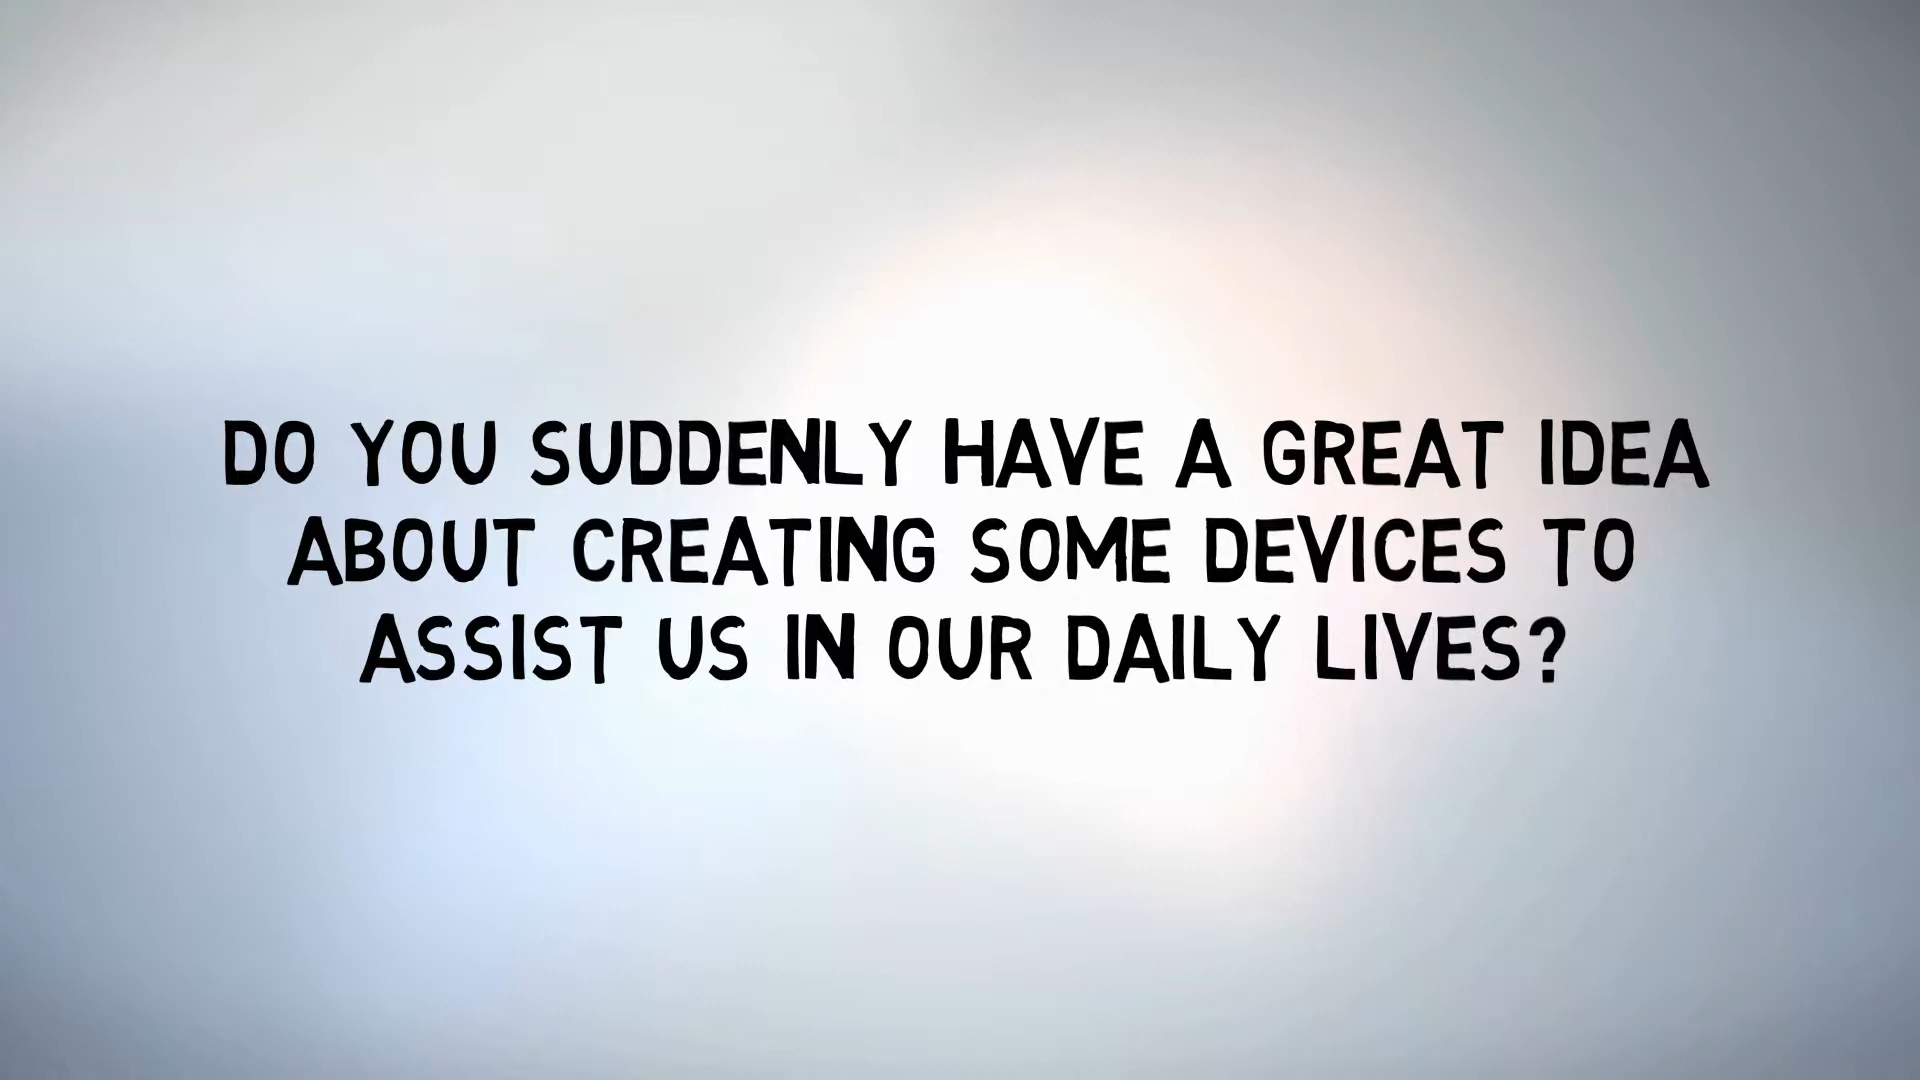 DO YOU SUDDENLY HAVE A GREAT IDEA
ABOUT CREATING SOME DEVICES TO
ASSIST US IN OUR DAILY LIVES?